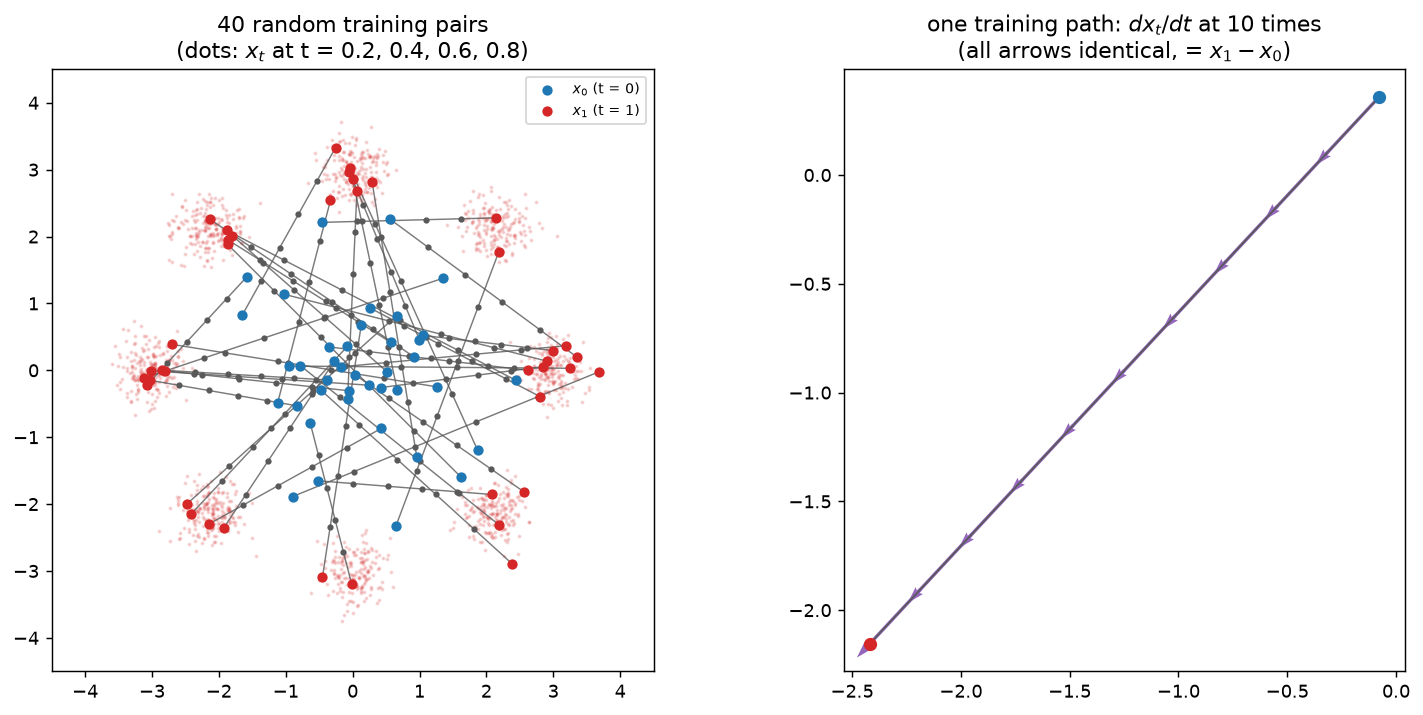 40 random training pairs
(dots: $x_t$ at t = 0.2, 0.4, 0.6, 0.8)
$x_0$ (t = 0)
$x_1$ (t = 1)
4
3
2
1
0
−1
−2
−3
−4
−4 −3 −2 −1 0 1 2 3 4
one training path: $dx_t/dt$ at 10 times
(all arrows identical, = $x_1 - x_0$)
0.0
−0.5
−1.0
−1.5
−2.0
−2.5 −2.0 −1.5 −1.0 −0.5 0.0